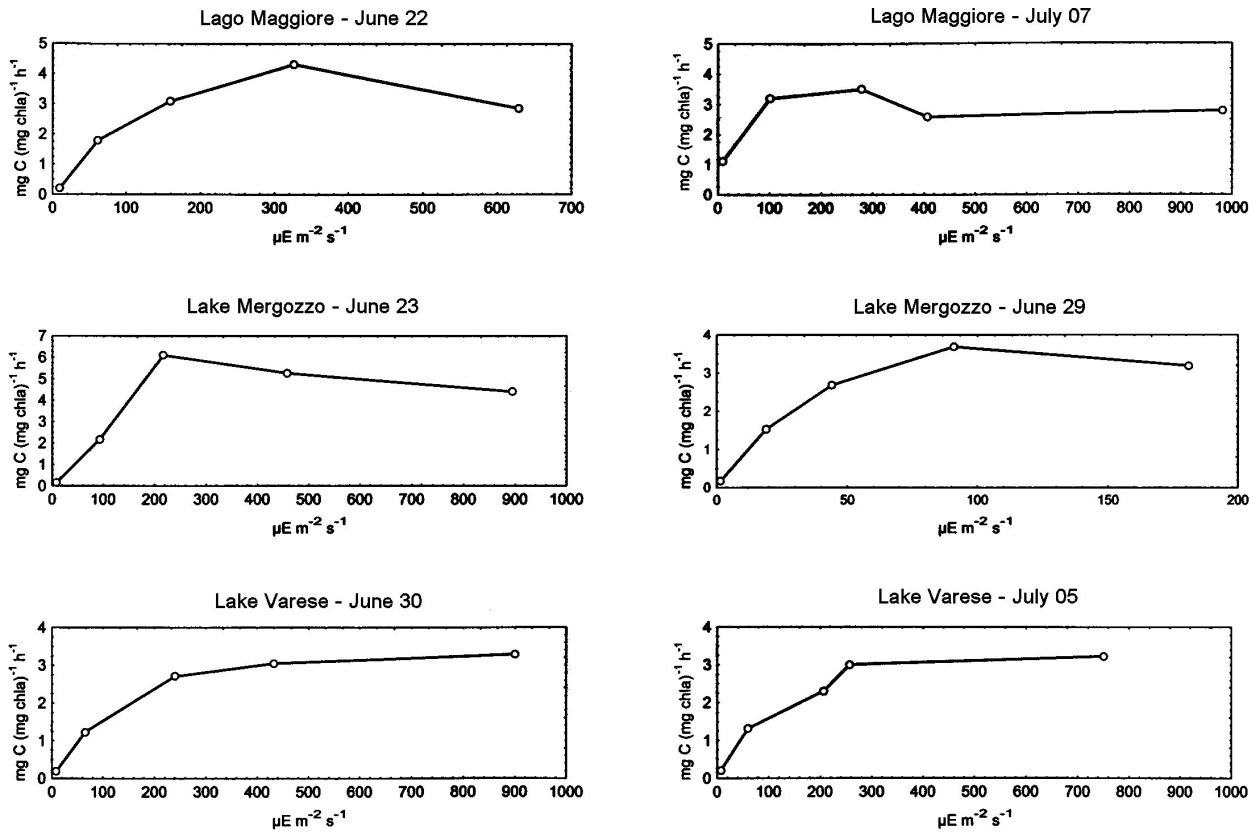 Lago Maggiore - June 22
mg C (mg chla)⁻¹ h⁻¹
5
4
3
2
1
0
0 100 200 300 400 500 600 700
µE m⁻² s⁻¹
Lago Maggiore - July 07
mg C (mg chla)⁻¹ h⁻¹
5
4
3
2
1
0
0 100 200 300 400 500 600 700 800 900 1000
µE m⁻² s⁻¹
Lake Mergozzo - June 23
mg C (mg chla)⁻¹ h⁻¹
7
6
5
4
3
2
1
0
0 100 200 300 400 500 600 700 800 900 1000
µE m⁻² s⁻¹
Lake Mergozzo - June 29
mg C (mg chla)⁻¹ h⁻¹
4
3
2
1
0
0 50 100 150 200
µE m⁻² s⁻¹
Lake Varese - June 30
mg C (mg chla)⁻¹ h⁻¹
4
3
2
1
0
0 100 200 300 400 500 600 700 800 900 1000
µE m⁻² s⁻¹
Lake Varese - July 05
mg C (mg chla)⁻¹ h⁻¹
4
3
2
1
0
0 100 200 300 400 500 600 700 800 900 1000
µE m⁻² s⁻¹